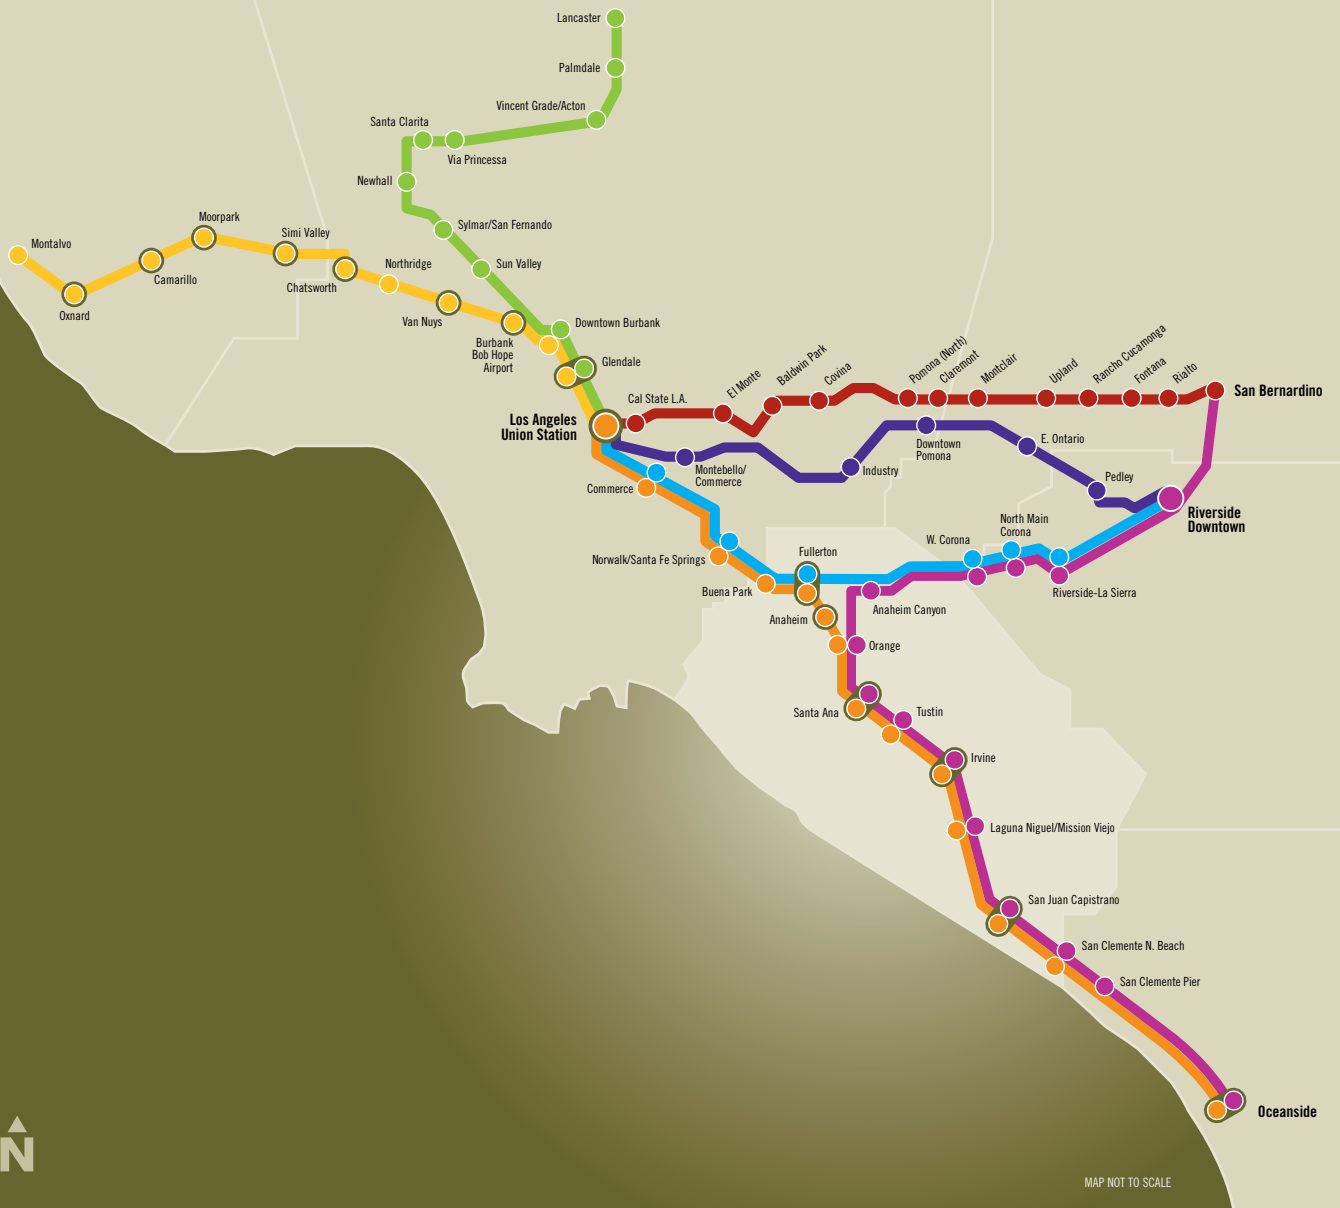 Lancaster
Palmdale
Vincent Grade/Acton
Santa Clarita
Via Princessa
Newhall
Sylmar/San Fernando
Sun Valley
Moorpark
Simi Valley
Montalvo
Camarillo
Oxnard
Chatsworth
Northridge
Van Nuys
Burbank
Bob Hope
Airport
Downtown Burbank
Glendale
Los Angeles
Union Station
Cal State L.A.
El Monte
Baldwin Park
Covina
Pomona (North)
Claremont
Montclair
Upland
Rancho Cucamonga
Fontana
Rialto
San Bernardino
Montebello/
Commerce
Industry
Downtown
Pomona
E. Ontario
Pedley
Riverside
Downtown
Commerce
Norwalk/Santa Fe Springs
Buena Park
Fullerton
W. Corona
North Main
Corona
Riverside-La Sierra
Anaheim
Anaheim Canyon
Orange
Santa Ana
Tustin
Irvine
Laguna Niguel/Mission Viejo
San Juan Capistrano
San Clemente N. Beach
San Clemente Pier
Oceanside
N
MAP NOT TO SCALE